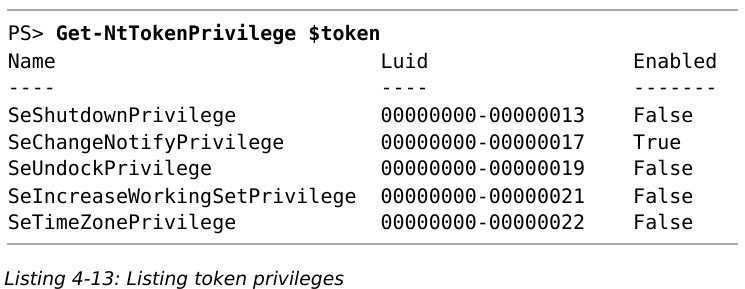 PS> Get-NtTokenPrivilege $token
Name Luid Enabled
---- ---- -------
SeShutdownPrivilege 00000000-00000013 False
SeChangeNotifyPrivilege 00000000-00000017 True
SeUndockPrivilege 00000000-00000019 False
SeIncreaseWorkingSetPrivilege 00000000-00000021 False
SeTimeZonePrivilege 00000000-00000022 False
Listing 4-13: Listing token privileges